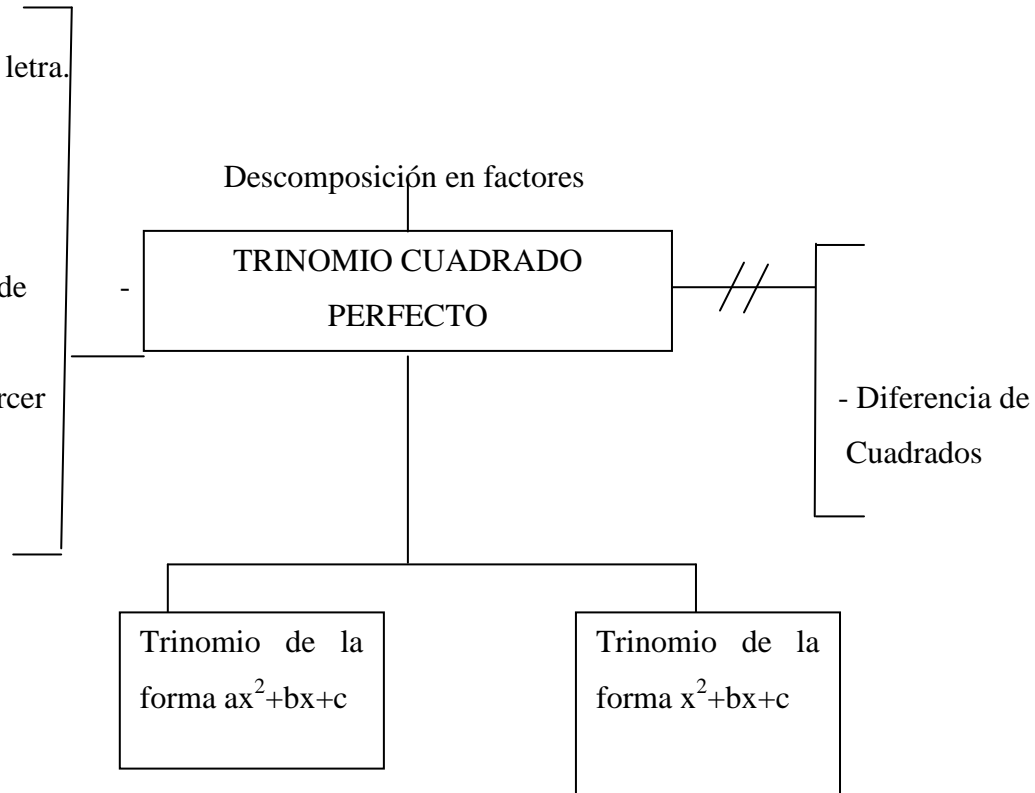 letra.
Descomposición en factores
TRINOMIO CUADRADO
PERFECTO
de -
rcer
- Diferencia de
Cuadrados
Trinomio de la
forma ax²+bx+c
Trinomio de la
forma x²+bx+c